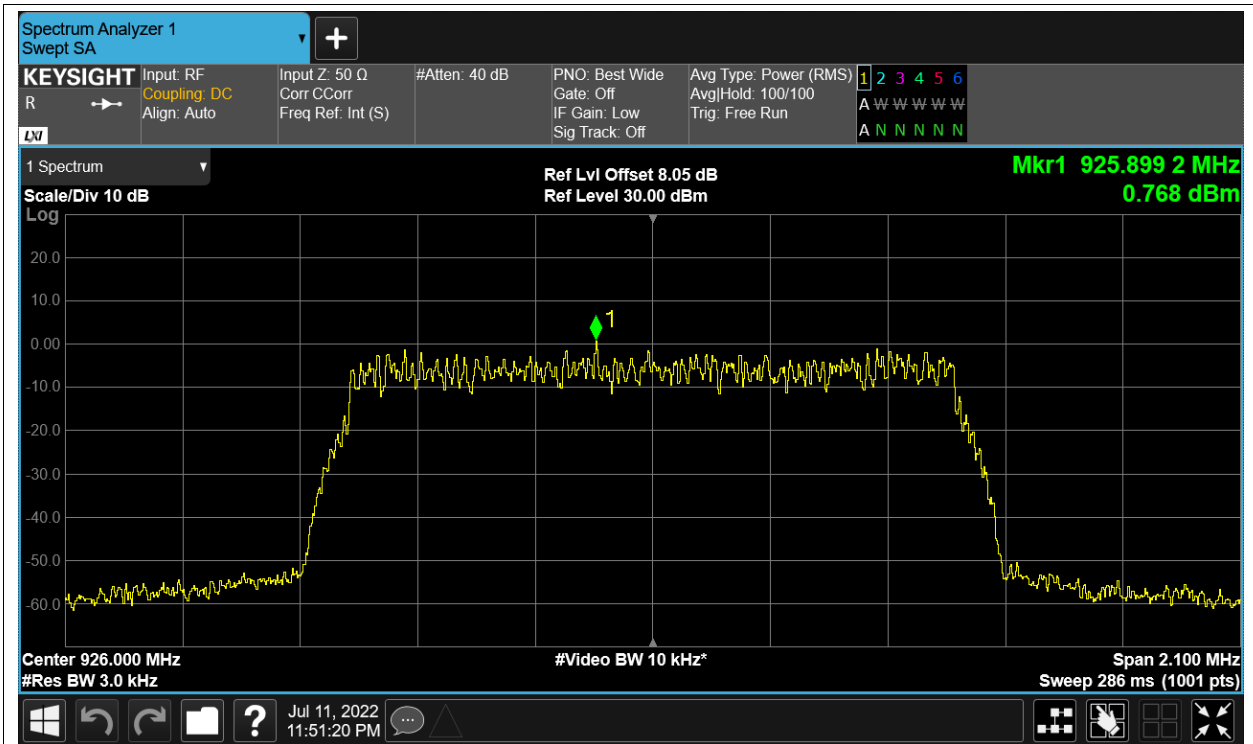 Spectrum Analyzer 1
Swept SA
KEYSIGHT
R
LXI
Input: RF
Coupling: DC
Align: Auto
Input Z: 50 Ω
Corr CCorr
Freq Ref: Int (S)
#Atten: 40 dB
PNO: Best Wide
Gate: Off
IF Gain: Low
Sig Track: Off
Avg Type: Power (RMS)
Avg|Hold: 100/100
Trig: Free Run
1 2 3 4 5 6
A W W W W W
A N N N N N
1 Spectrum
Scale/Div 10 dB
Log
Ref Lvl Offset 8.05 dB
Ref Level 30.00 dBm
Mkr1 925.899 2 MHz
0.768 dBm
20.0
10.0
1
0.00
-10.0
-20.0
-30.0
-40.0
-50.0
-60.0
Center 926.000 MHz
#Res BW 3.0 kHz
#Video BW 10 kHz*
Span 2.100 MHz
Sweep 286 ms (1001 pts)
?
Jul 11, 2022
11:51:20 PM